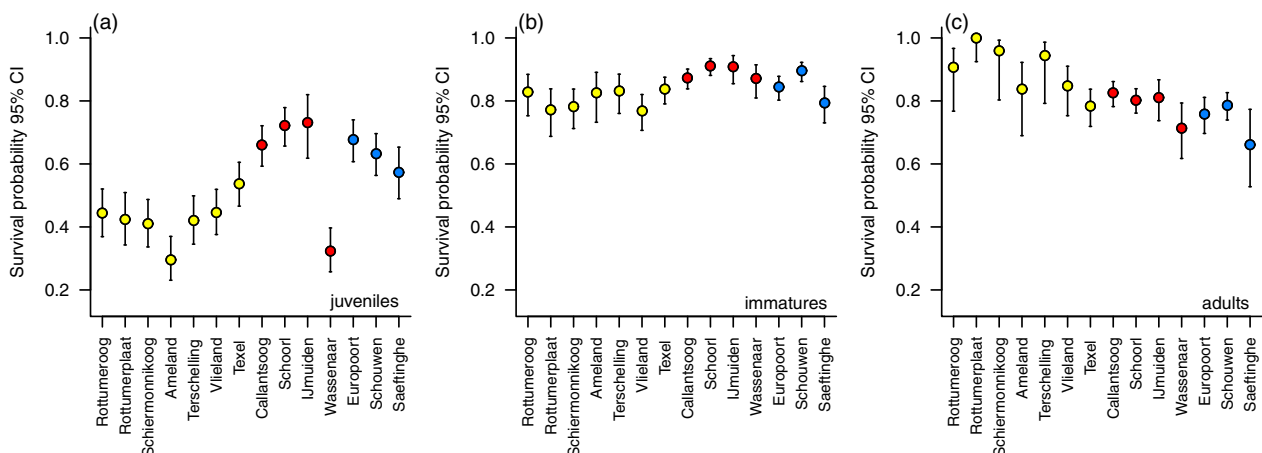 (a)
Survival probability 95% CI
1.0
0.8
0.6
0.4
0.2
juveniles
Rottumeroog
Rottumerplaat
Schiermonnikoog
Ameland
Terschelling
Vlieland
Texel
Callantsoog
Schoorl
IJmuiden
Wassenaar
Europoort
Schouwen
Saeftinghe
(b)
Survival probability 95% CI
1.0
0.8
0.6
0.4
0.2
immatures
Rottumeroog
Rottumerplaat
Schiermonnikoog
Ameland
Terschelling
Vlieland
Texel
Callantsoog
Schoorl
IJmuiden
Wassenaar
Europoort
Schouwen
Saeftinghe
(c)
Survival probability 95% CI
1.0
0.8
0.6
0.4
0.2
adults
Rottumeroog
Rottumerplaat
Schiermonnikoog
Ameland
Terschelling
Vlieland
Texel
Callantsoog
Schoorl
IJmuiden
Wassenaar
Europoort
Schouwen
Saeftinghe